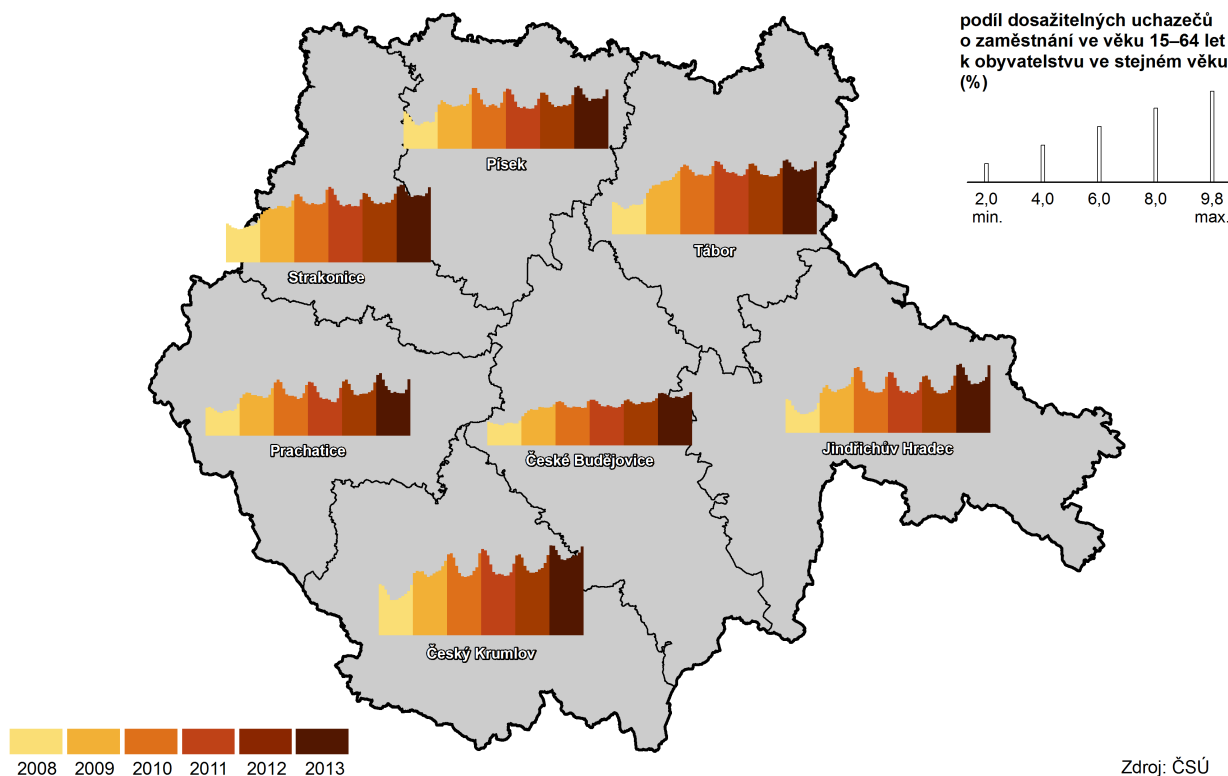 podíl dosažitelných uchazečů
o zaměstnání ve věku 15–64 let
k obyvatelstvu ve stejném věku
(%)
2,0
4,0
6,0
8,0
9,8
min.
max.
Písek
Tábor
Strakonice
Prachatice
České Budějovice
Jindřichův Hradec
Český Krumlov
2008
2009
2010
2011
2012
2013
Zdroj: ČSÚ